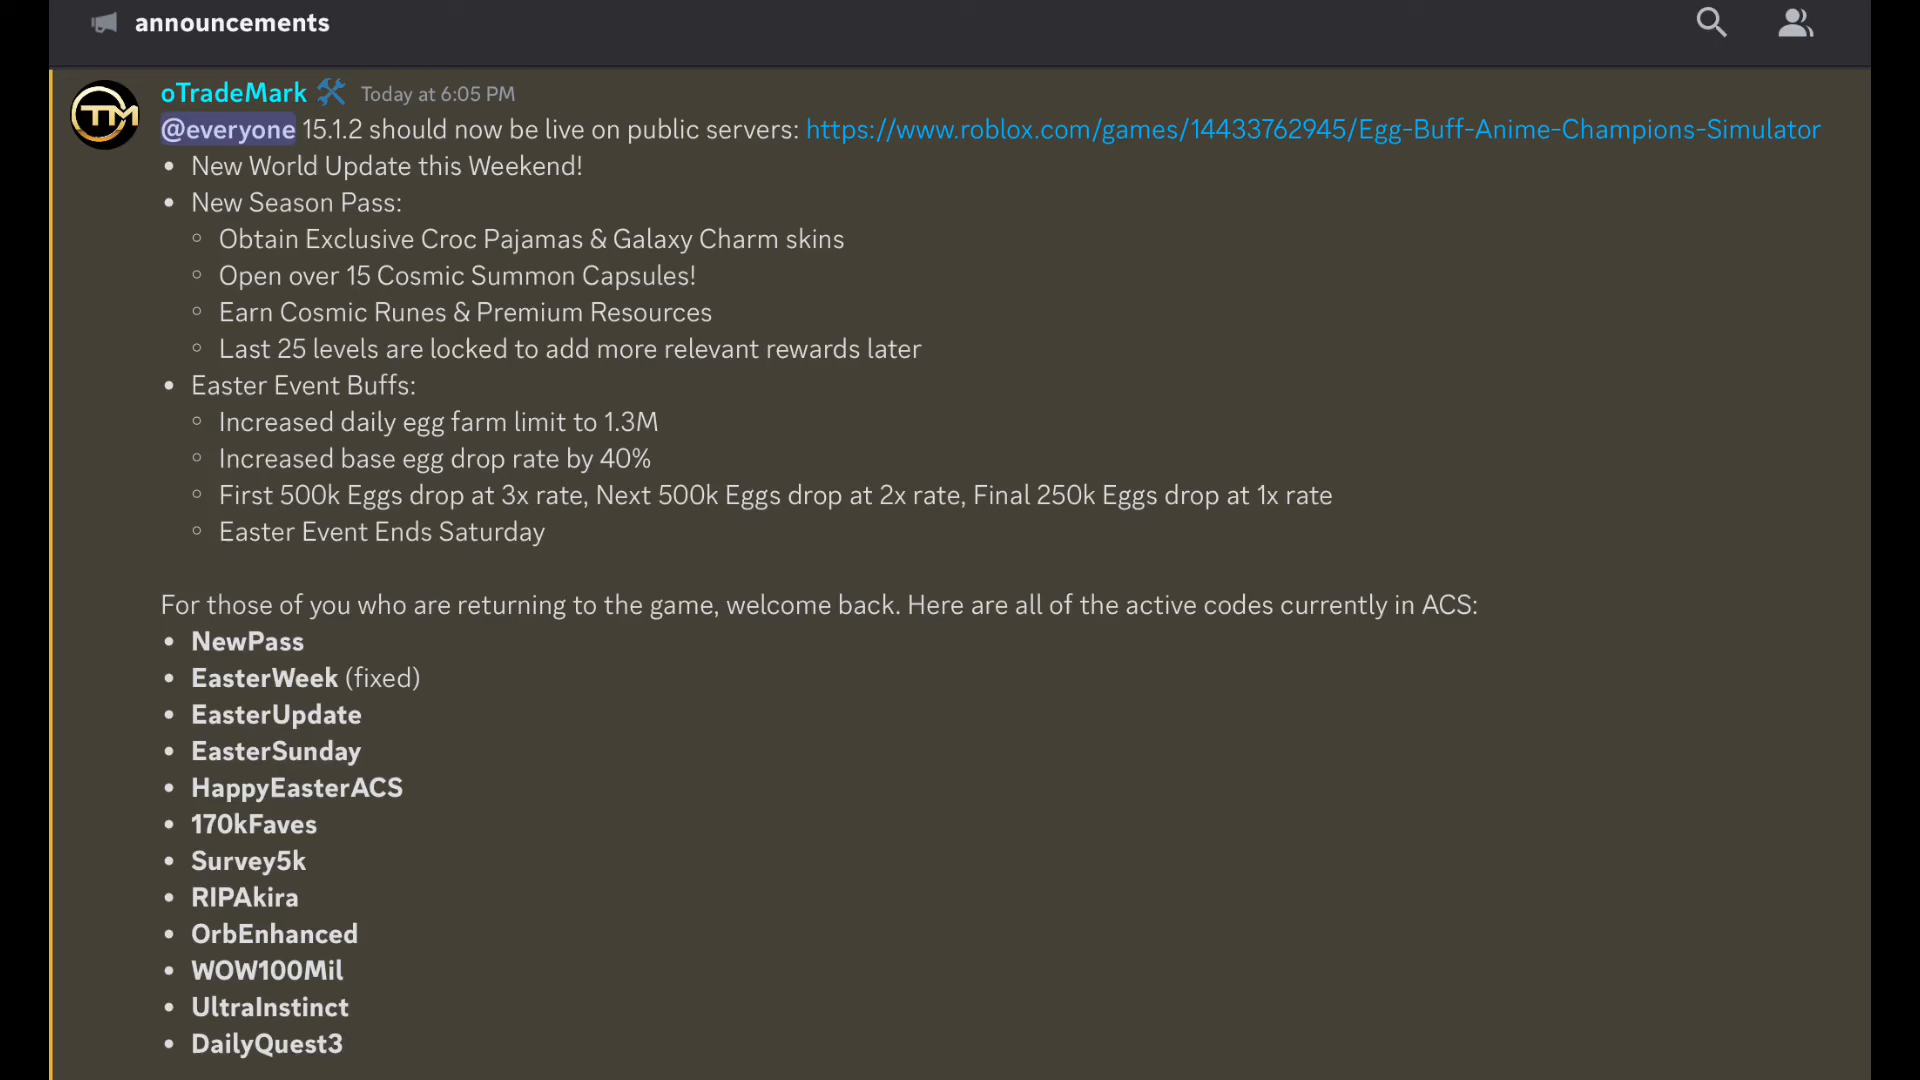 announcements
oTradeMark Today at 6:05 PM
TM
@everyone 15.1.2 should now be live on public servers: https://www.roblox.com/games/14433762945/Egg-Buff-Anime-Champions-Simulator
• New World Update this Weekend!
• New Season Pass:
◦ Obtain Exclusive Croc Pajamas & Galaxy Charm skins
◦ Open over 15 Cosmic Summon Capsules!
◦ Earn Cosmic Runes & Premium Resources
◦ Last 25 levels are locked to add more relevant rewards later
• Easter Event Buffs:
◦ Increased daily egg farm limit to 1.3M
◦ Increased base egg drop rate by 40%
◦ First 500k Eggs drop at 3x rate, Next 500k Eggs drop at 2x rate, Final 250k Eggs drop at 1x rate
◦ Easter Event Ends Saturday
For those of you who are returning to the game, welcome back. Here are all of the active codes currently in ACS:
• NewPass
• EasterWeek (fixed)
• EasterUpdate
• EasterSunday
• HappyEasterACS
• 170kFaves
• Survey5k
• RIPAkira
• OrbEnhanced
• WOW100Mil
• UltraInstinct
• DailyQuest3